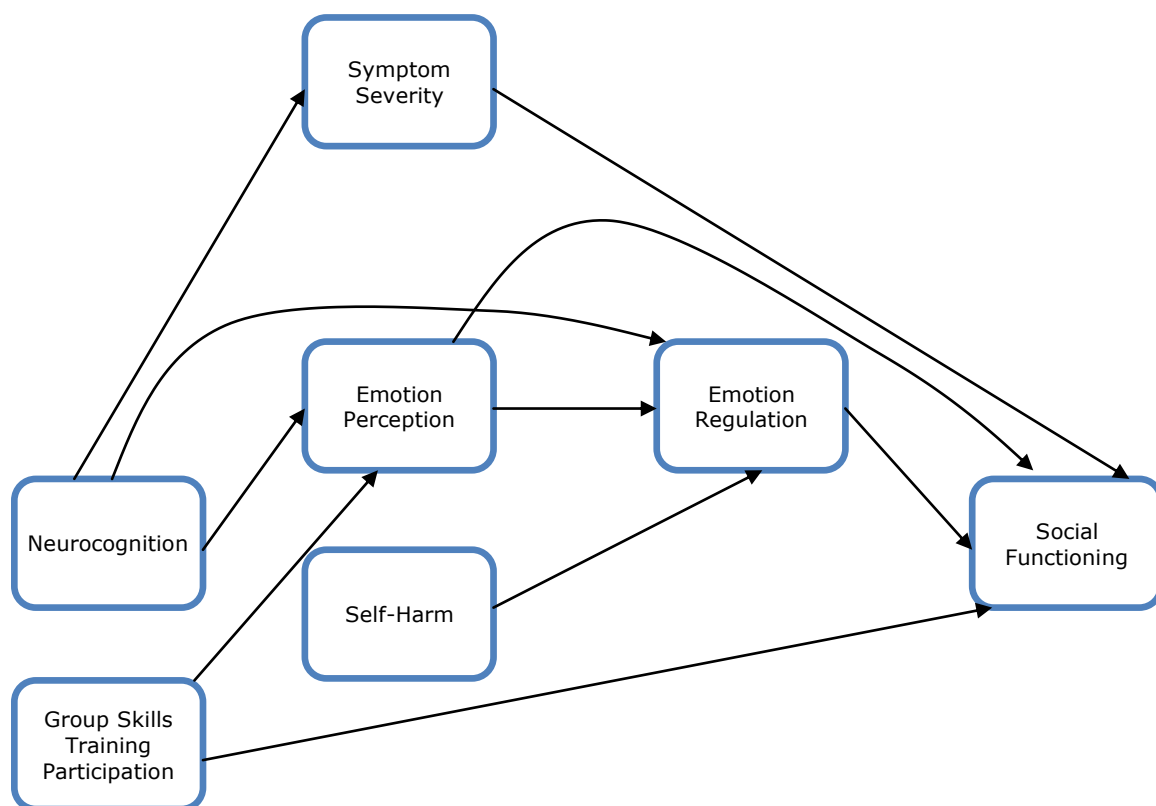 Symptom
Severity
Emotion
Perception
Emotion
Regulation
Neurocognition
Social
Functioning
Self-Harm
Group Skills
Training
Participation